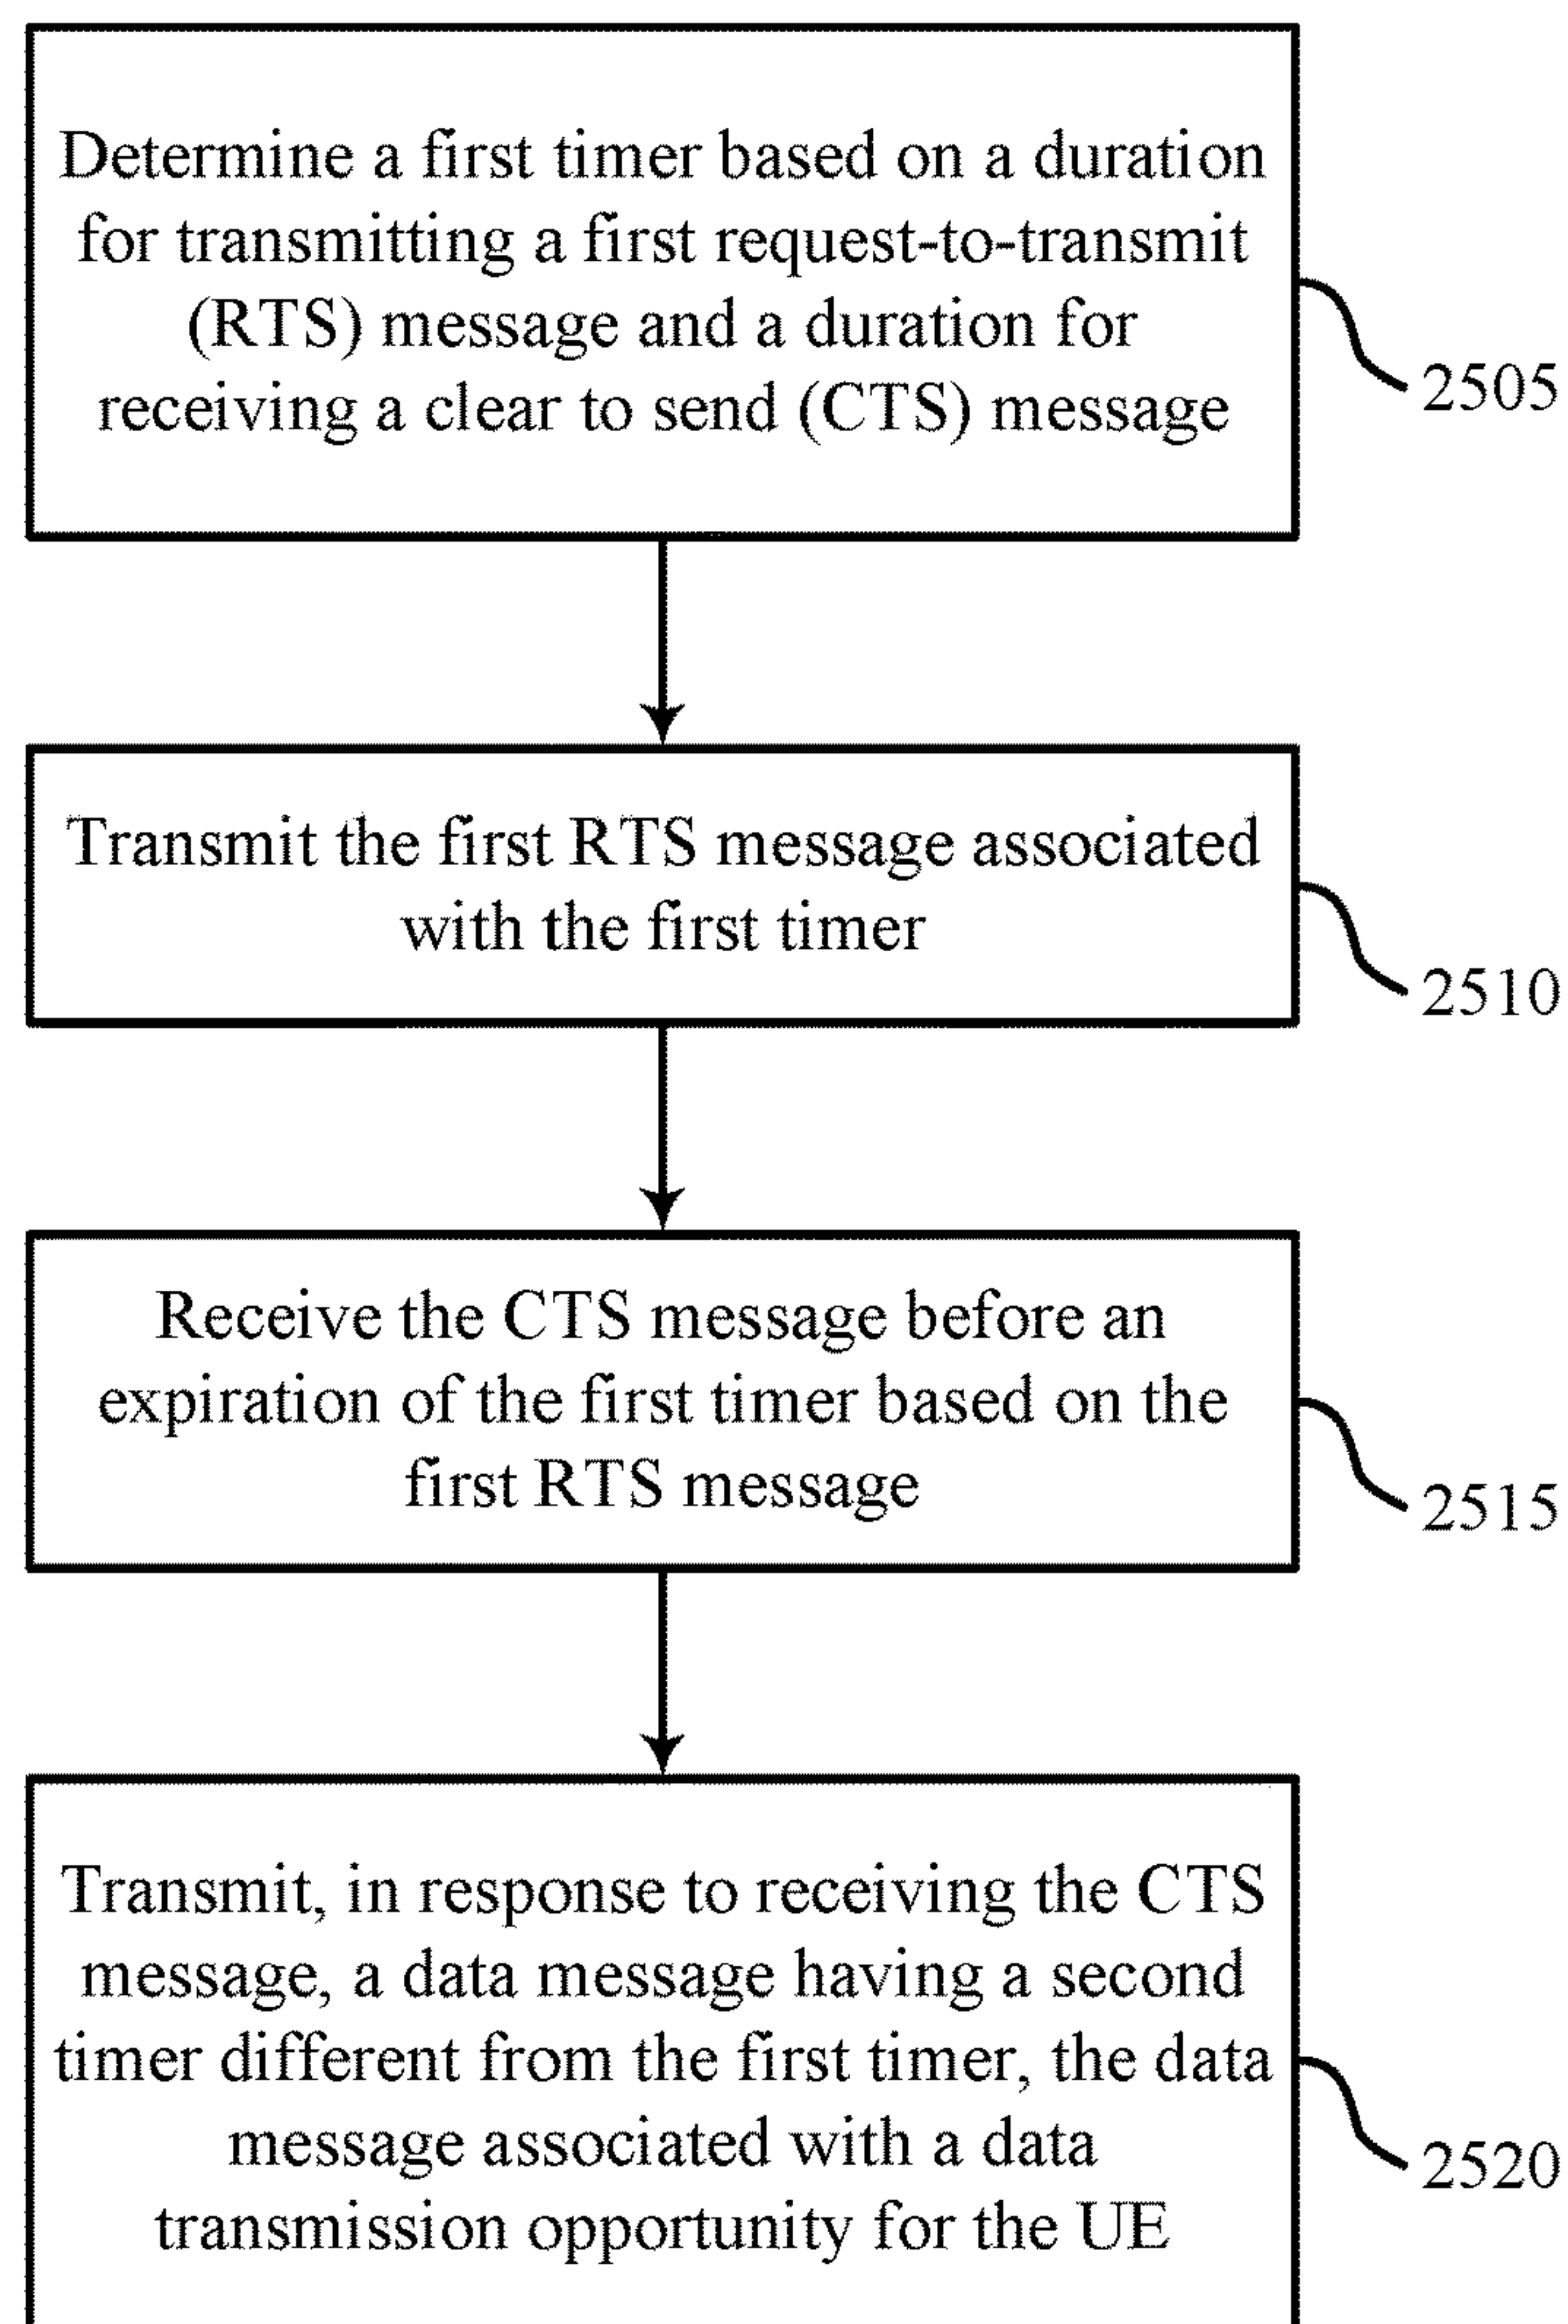 Determine a first timer based on a duration
for transmitting a first request-to-transmit
(RTS) message and a duration for
receiving a clear to send (CTS) message
2505
Transmit the first RTS message associated
with the first timer
2510
Receive the CTS message before an
expiration of the first timer based on the
first RTS message
2515
Transmit, in response to receiving the CTS
message, a data message having a second
timer different from the first timer, the data
message associated with a data
transmission opportunity for the UE
2520